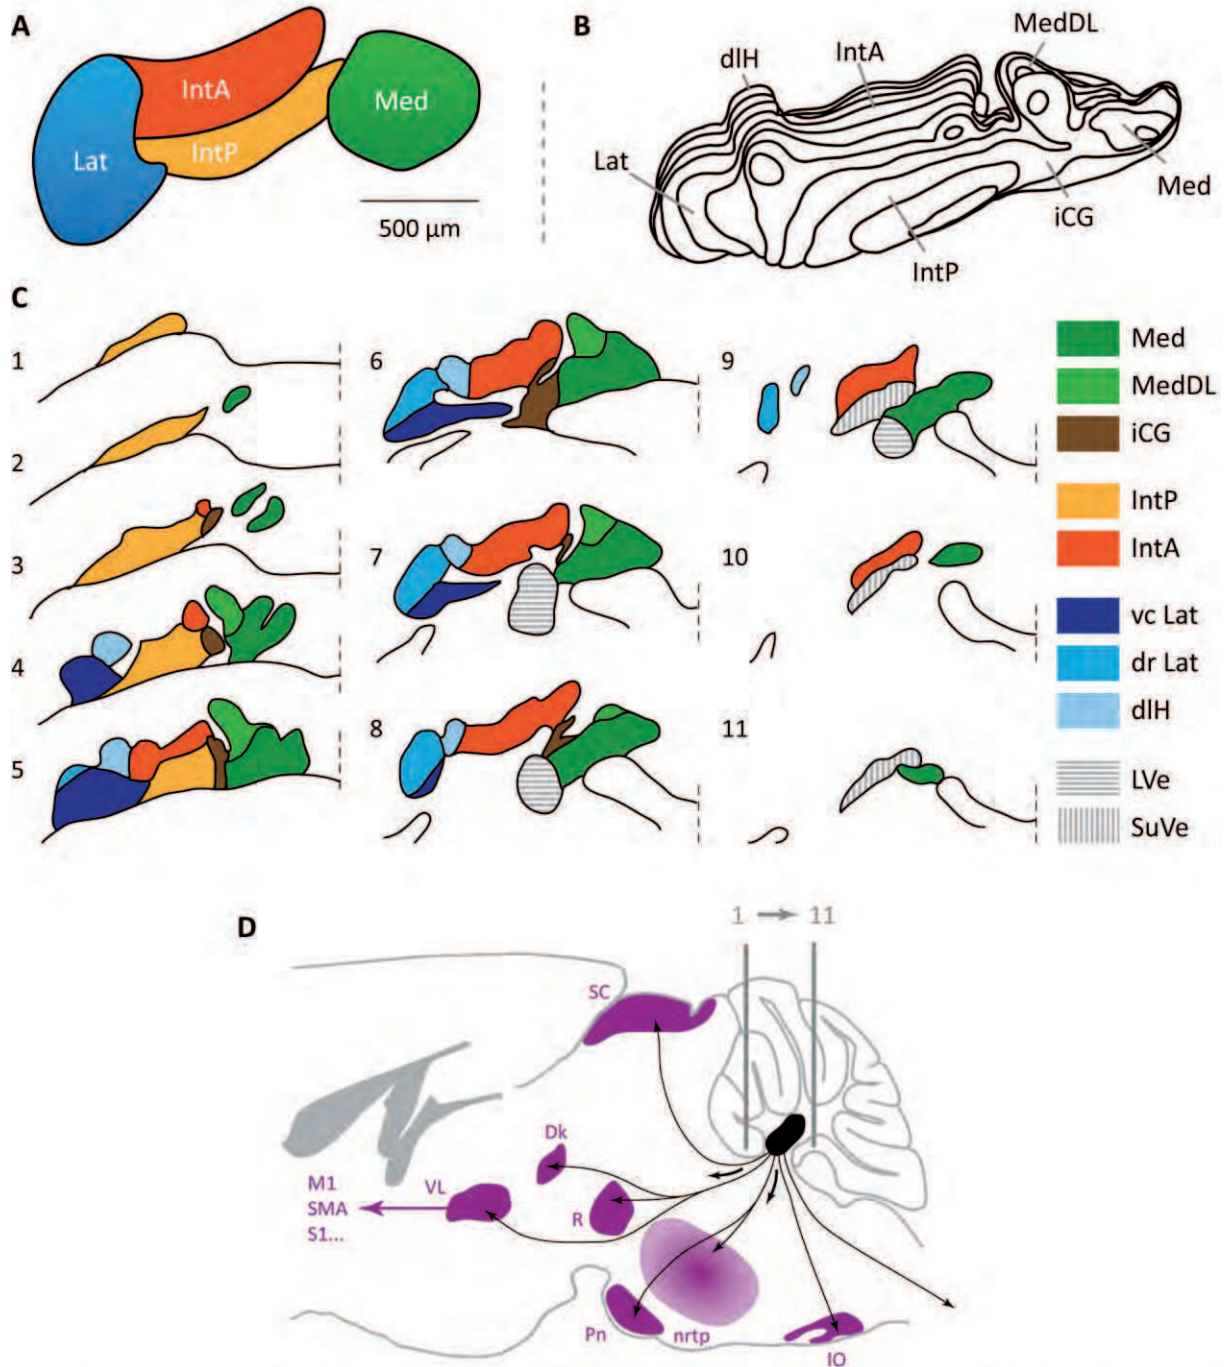 A
IntA
IntP
Lat
Med
500 µm
B
dlH
IntA
MedDL
Lat
Med
iCG
IntP
C
1
2
3
4
5
6
7
8
9
10
11
Med
MedDL
iCG
IntP
IntA
vc Lat
dr Lat
dlH
LVe
SuVe
D
1 11
SC
Dk
VL
R
M1
SMA
S1...
Pn
nrtp
IO